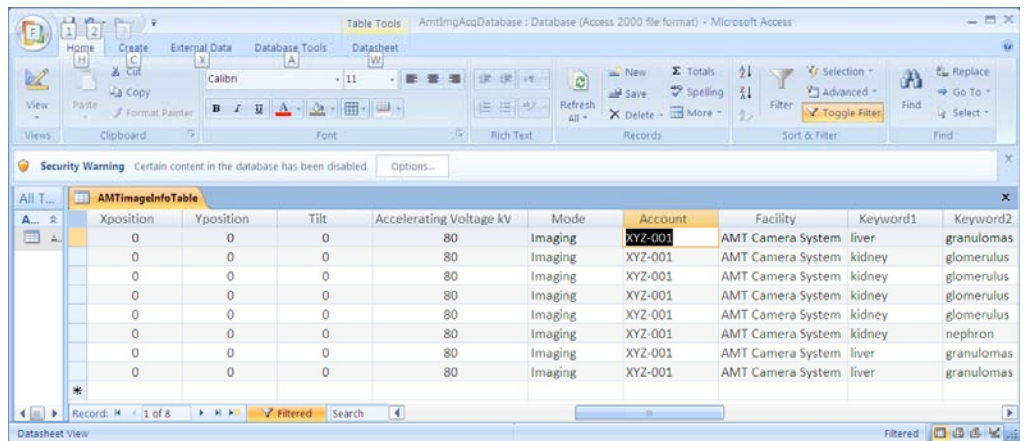 Table Tools AmtImgAcqDatabase : Database (Access 2000 file format) - Microsoft Access
F 1 2 3
Home Create External Data Database Tools Datasheet
H C X A W
View
Paste
Cut
Copy
Format Painter
Calibri 11
B I U A
Refresh All
New
Save
Delete
Totals
Spelling
More
Filter
Selection
Advanced
Toggle Filter
Find
Replace
Go To
Select
Views Clipboard Font Rich Text Records Sort & Filter Find
Security Warning Certain content in the database has been disabled Options...
All T... AMTimageInfoTable
A... Xposition Yposition Tilt Accelerating Voltage kV Mode Account Facility Keyword1 Keyword2
A.. 0 0 0 80 Imaging XYZ-001 AMT Camera System liver granulomas
0 0 0 80 Imaging XYZ-001 AMT Camera System kidney glomerulus
0 0 0 80 Imaging XYZ-001 AMT Camera System kidney glomerulus
0 0 0 80 Imaging XYZ-001 AMT Camera System kidney glomerulus
0 0 0 80 Imaging XYZ-001 AMT Camera System kidney glomerulus
0 0 0 80 Imaging XYZ-001 AMT Camera System kidney nephron
0 0 0 80 Imaging XYZ-001 AMT Camera System liver granulomas
0 0 0 80 Imaging XYZ-001 AMT Camera System liver granulomas
Record: 1 of 8 Filtered Search
Datasheet View Filtered